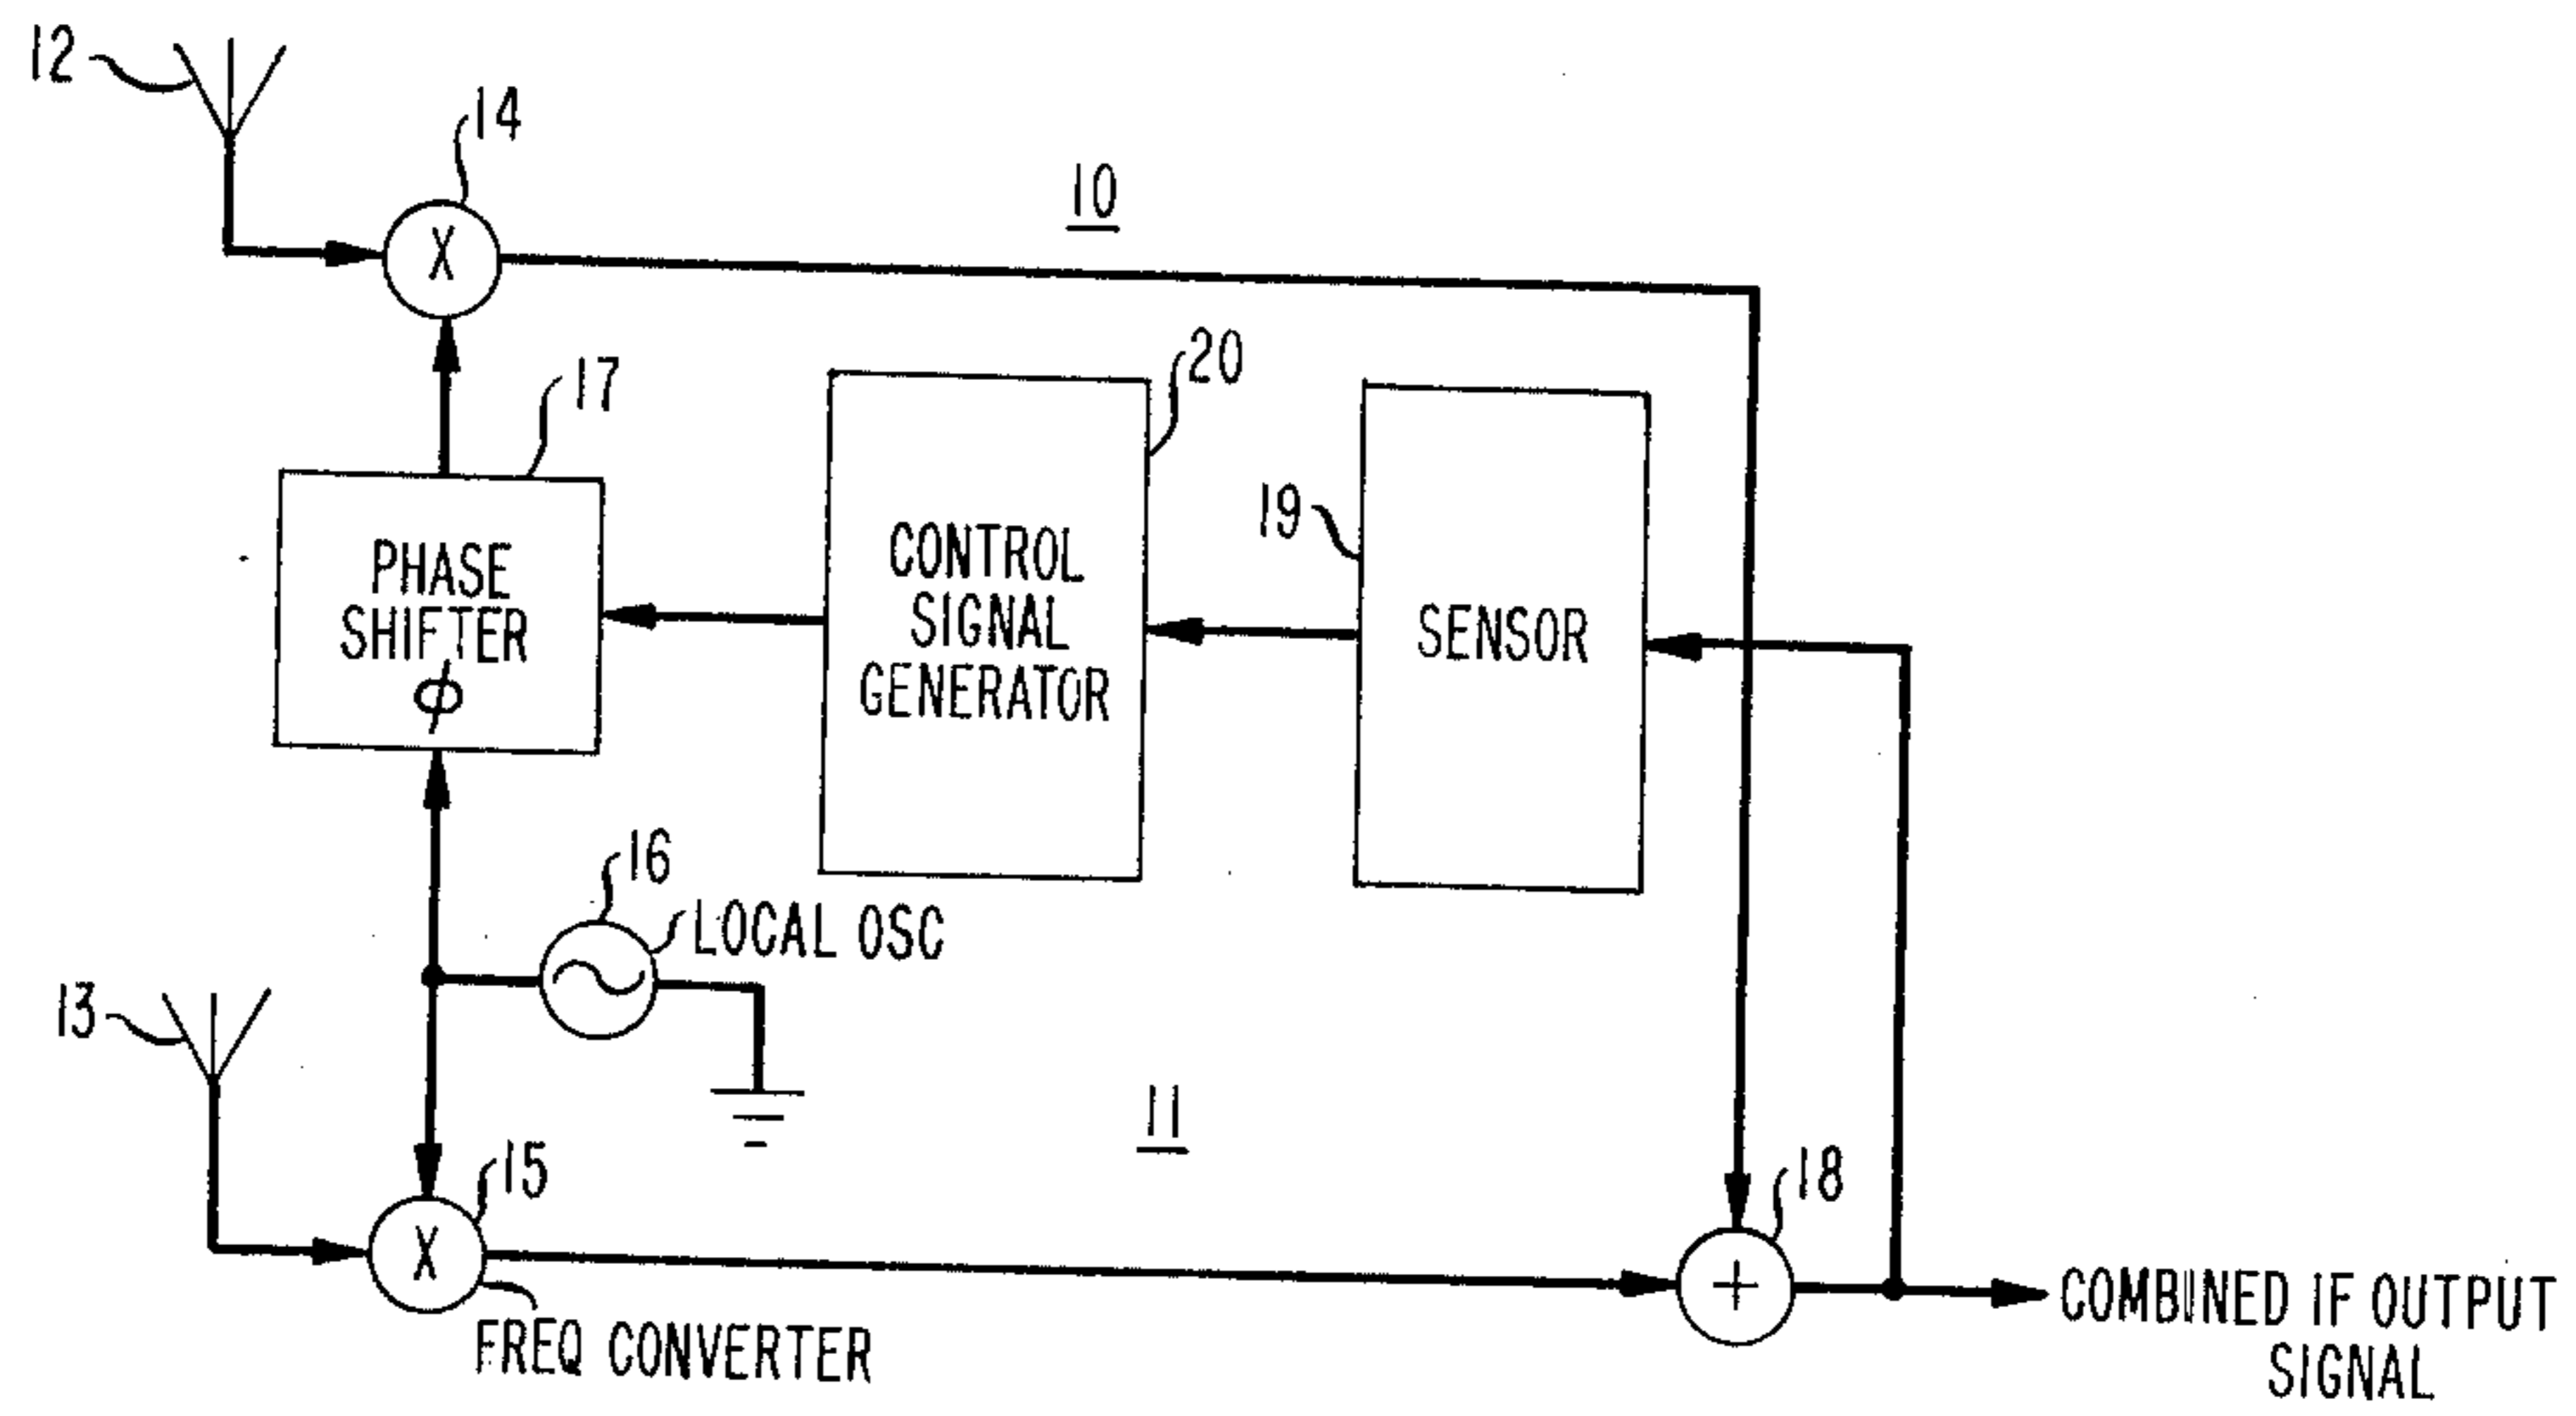 12
14
X
10
17
20
PHASE
SHIFTER
ϕ
CONTROL
SIGNAL
GENERATOR
19
SENSOR
16
LOCAL OSC
13
11
15
X
FREQ CONVERTER
18
+
COMBINED IF OUTPUT
SIGNAL